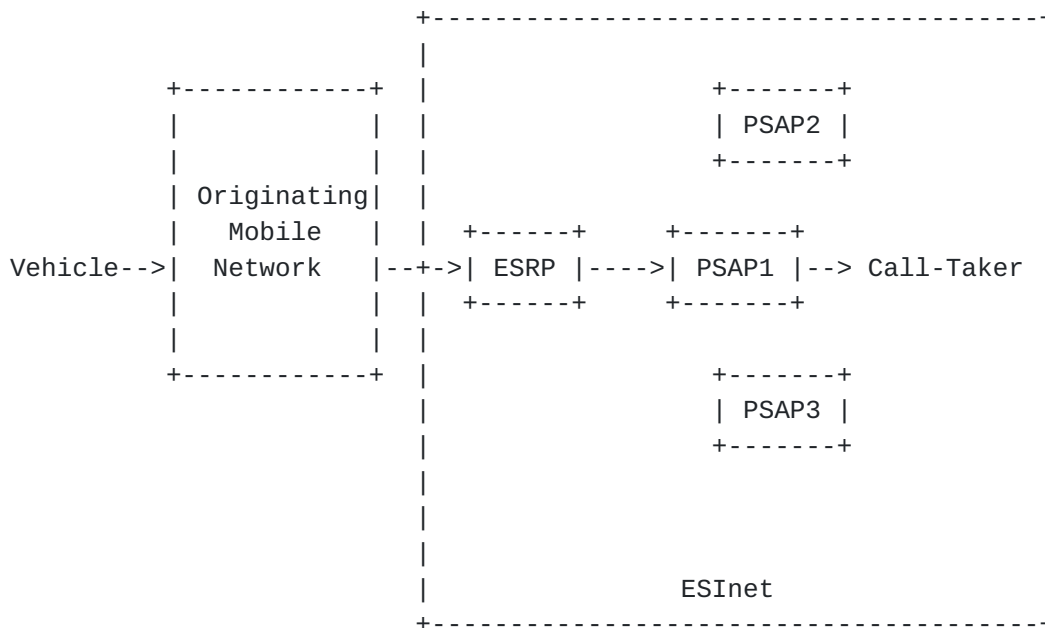 PSAP2
Originating
Mobile
Vehicle--> Network --+->| ESRP |---->| PSAP1 |--> Call-Taker
PSAP3
ESInet